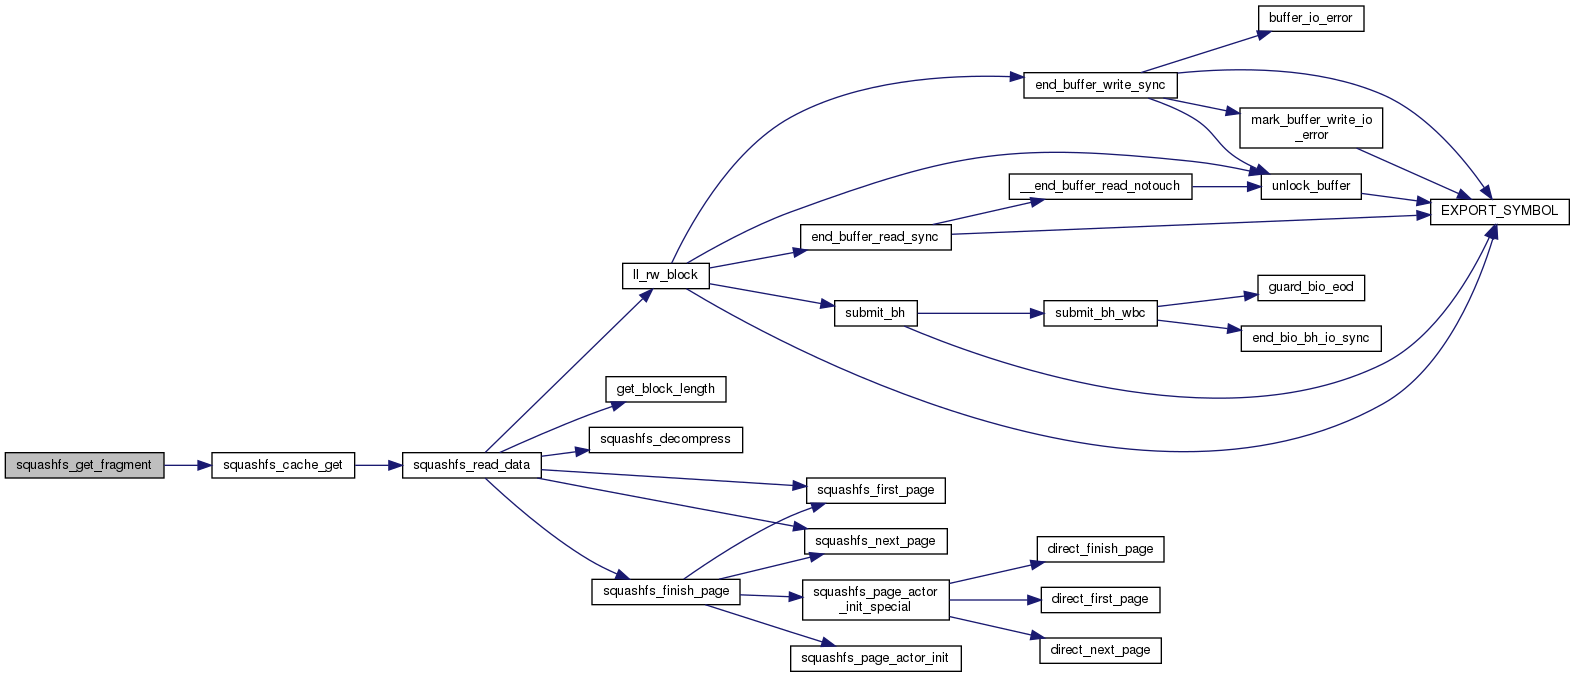 buffer_io_error
end_buffer_write_sync
mark_buffer_write_io
_error
__end_buffer_read_notouch
unlock_buffer
EXPORT_SYMBOL
end_buffer_read_sync
ll_rw_block
guard_bio_eod
submit_bh
submit_bh_wbc
end_bio_bh_io_sync
get_block_length
squashfs_decompress
squashfs_get_fragment
squashfs_cache_get
squashfs_read_data
squashfs_first_page
squashfs_next_page
direct_finish_page
squashfs_finish_page
squashfs_page_actor
_init_special
direct_first_page
direct_next_page
squashfs_page_actor_init